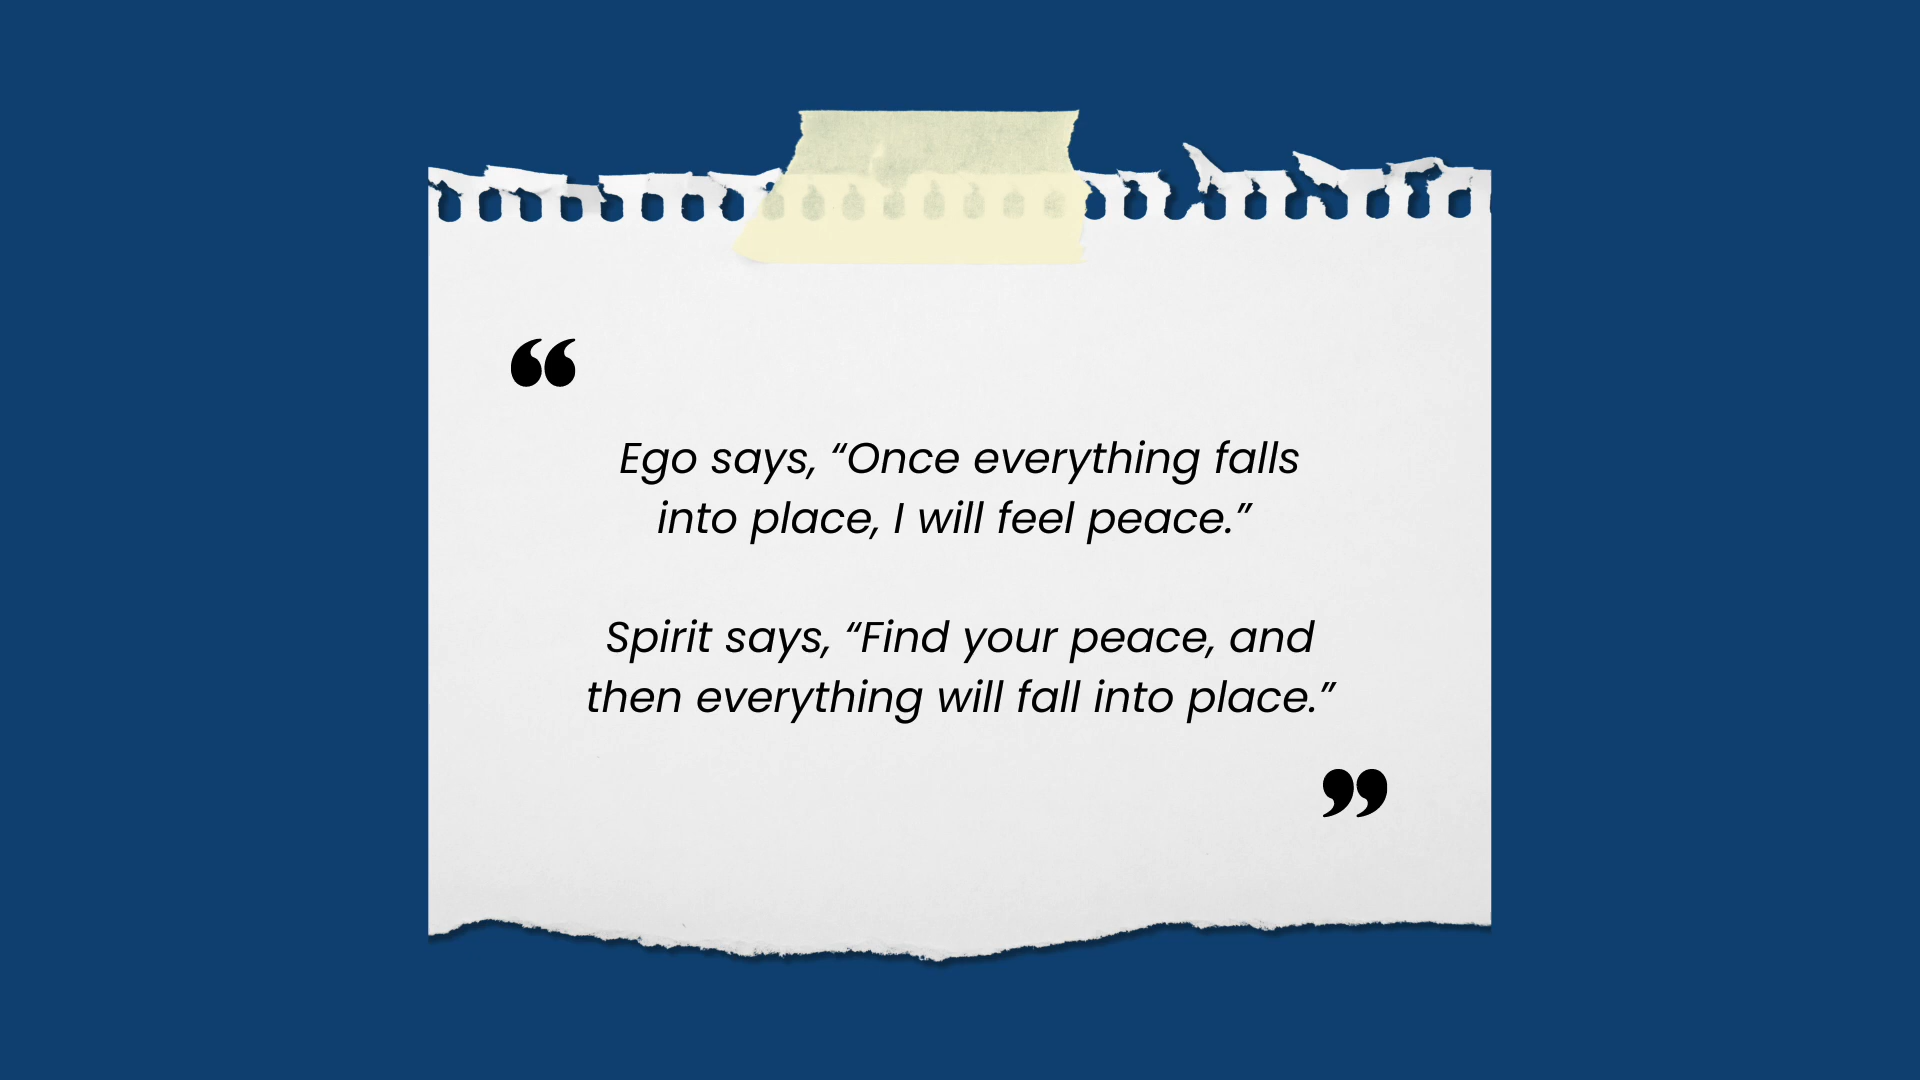 “
Ego says, “Once everything falls
into place, I will feel peace.”
Spirit says, “Find your peace, and
then everything will fall into place.”
”